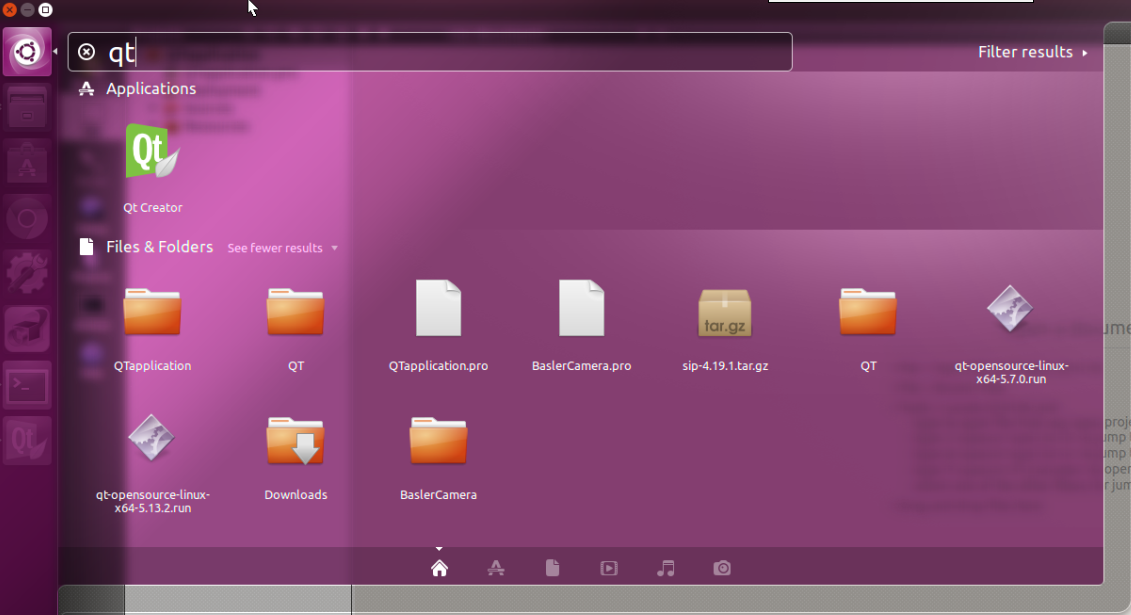 qt
Filter results
Applications
Qt
Qt Creator
Files & Folders See fewer results
tar.gz
QTapplication QT QTapplication.pro BaslerCamera.pro sip-4.19.1.tar.gz QT qt-opensource-linux-
x64-5.7.0.run
qt-opensource-linux-
x64-5.13.2.run
Downloads BaslerCamera